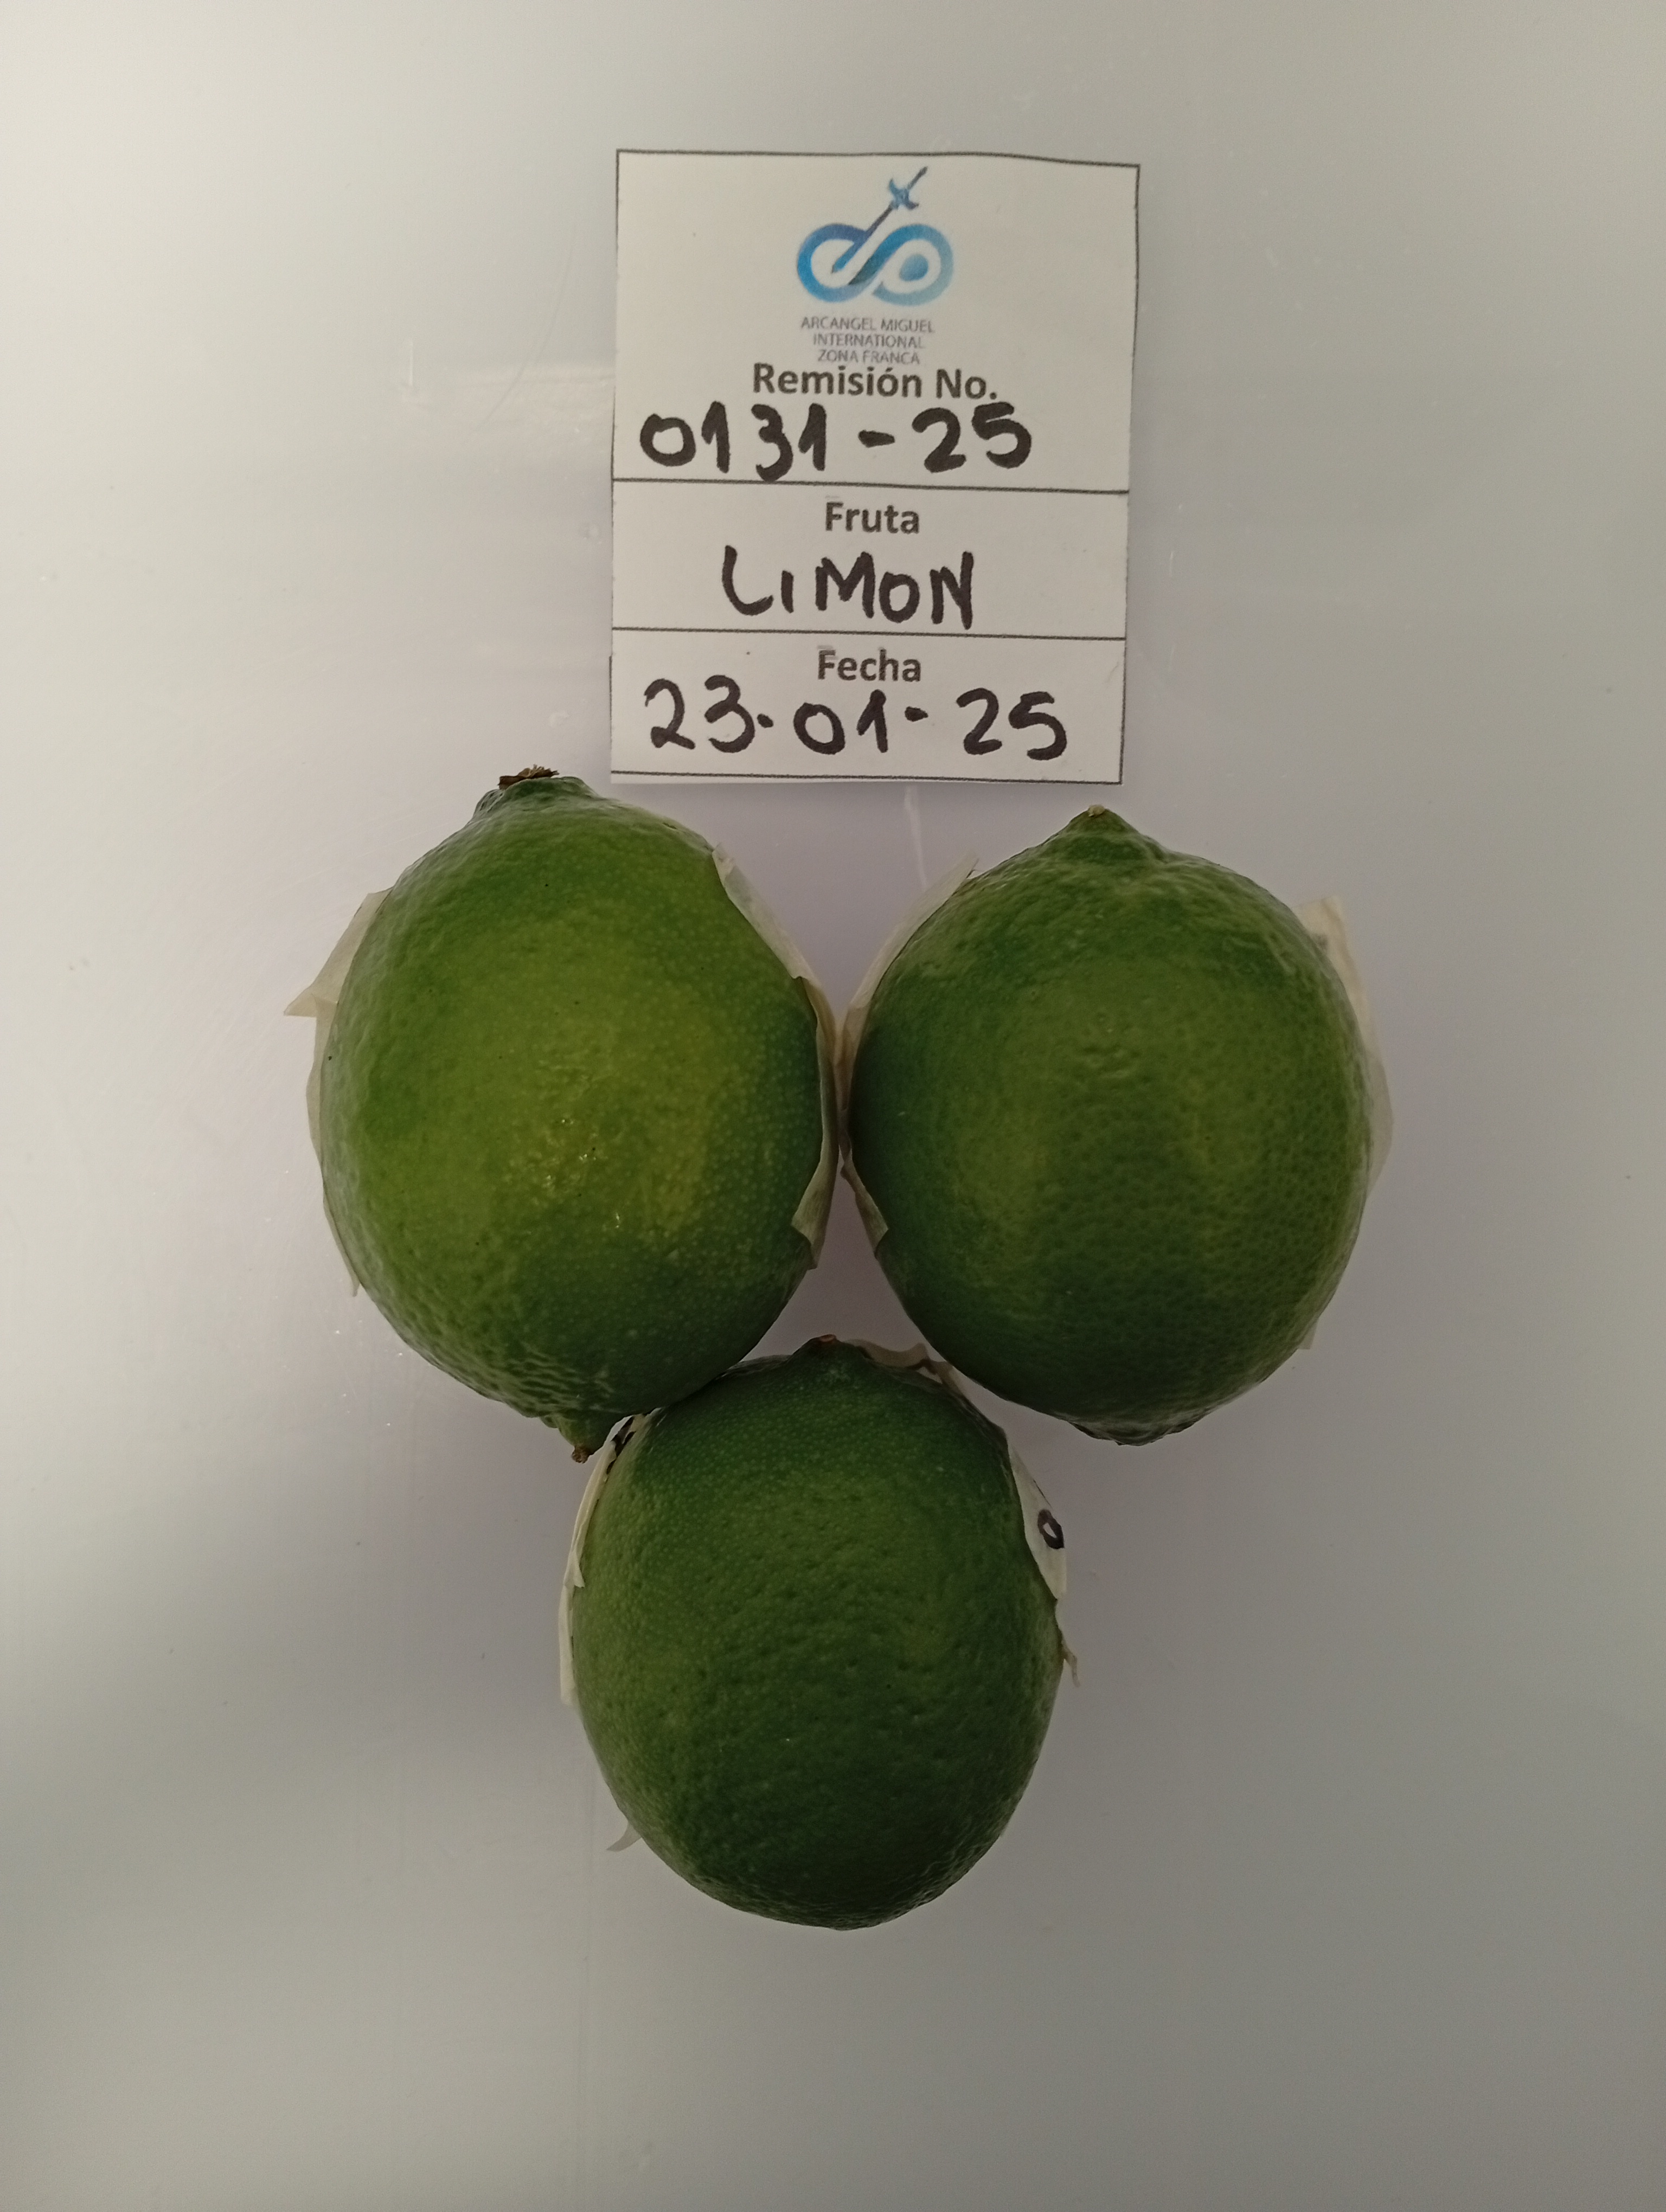 ARCANGEL MIGUEL
INTERNATIONAL
ZONA FRANCA
Remisión No.
0131-25
Fruta
LIMON
Fecha
23-01-25